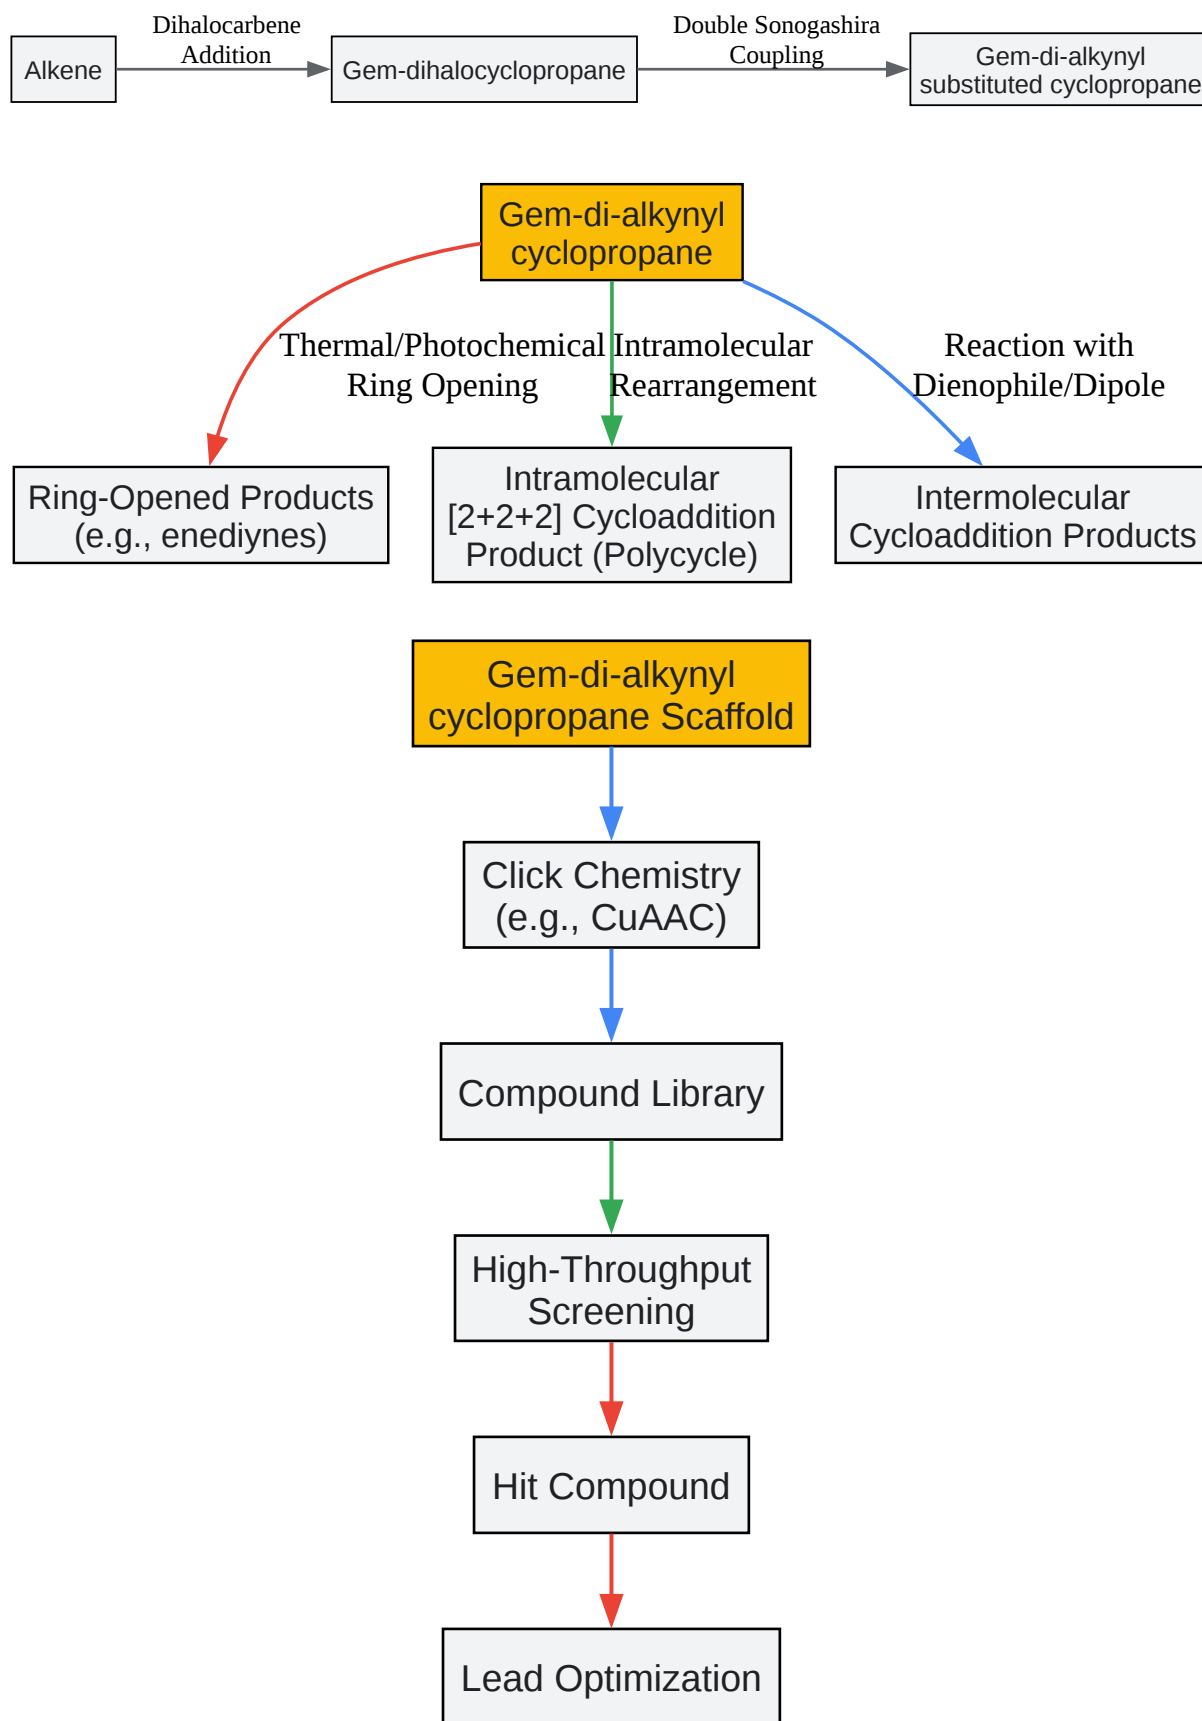 Dihalocarbene
Addition
Double Sonogashira
Coupling
Alkene
Gem-dihalocyclopropane
Gem-di-alkynyl
substituted cyclopropane
Gem-di-alkynyl
cyclopropane
Thermal/Photochemical
Ring Opening
Intramolecular
Rearrangement
Reaction with
Dienophile/Dipole
Ring-Opened Products
(e.g., enediynes)
Intramolecular
[2+2+2] Cycloaddition
Product (Polycycle)
Intermolecular
Cycloaddition Products
Gem-di-alkynyl
cyclopropane Scaffold
Click Chemistry
(e.g., CuAAC)
Compound Library
High-Throughput
Screening
Hit Compound
Lead Optimization